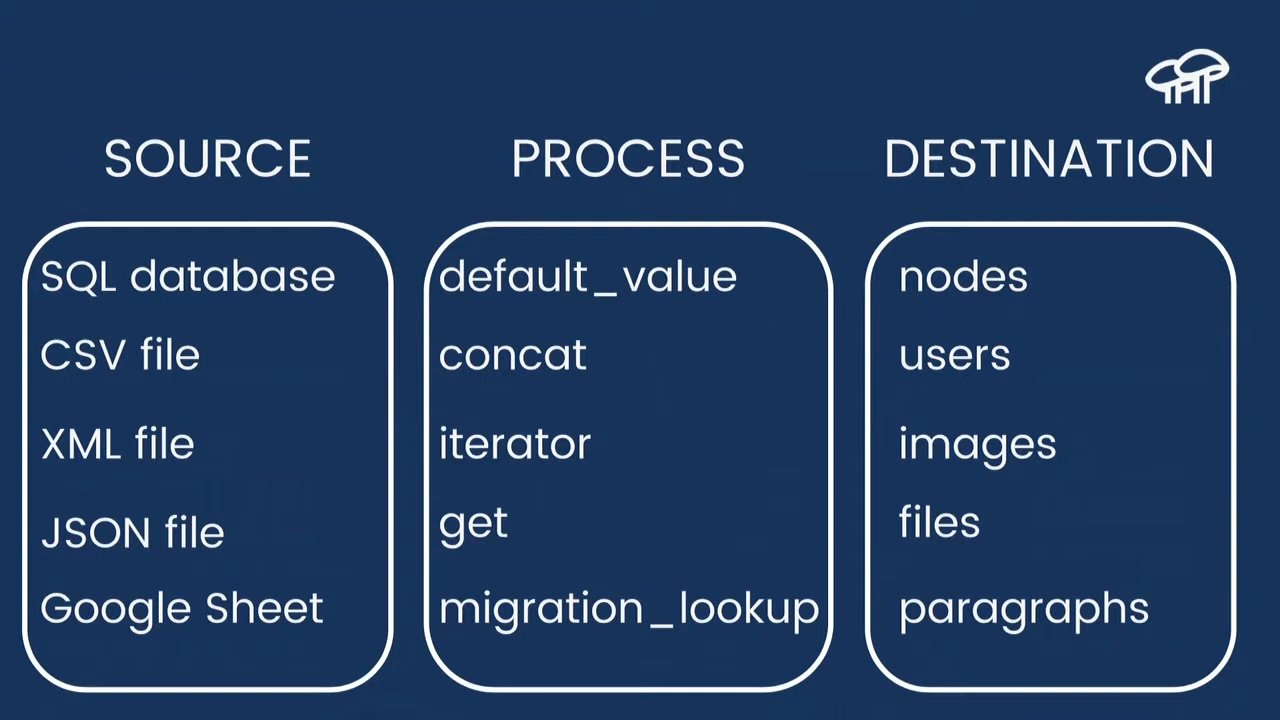 SOURCE
SQL database
CSV file
XML file
JSON file
Google Sheet
PROCESS
default_value
concat
iterator
get
migration_lookup
DESTINATION
nodes
users
images
files
paragraphs